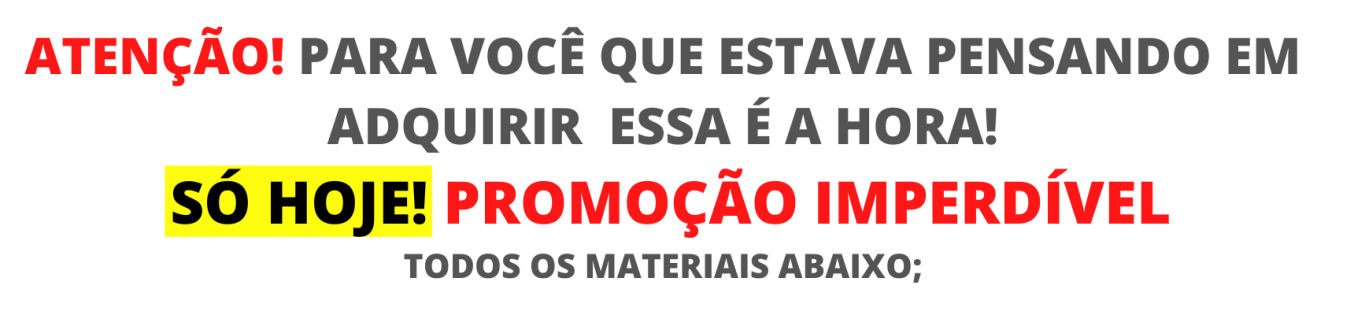 ATENÇÃO! PARA VOCÊ QUE ESTAVA PENSANDO EM
ADQUIRIR ESSA É A HORA!
SÓ HOJE! PROMOÇÃO IMPERDÍVEL
TODOS OS MATERIAIS ABAIXO;